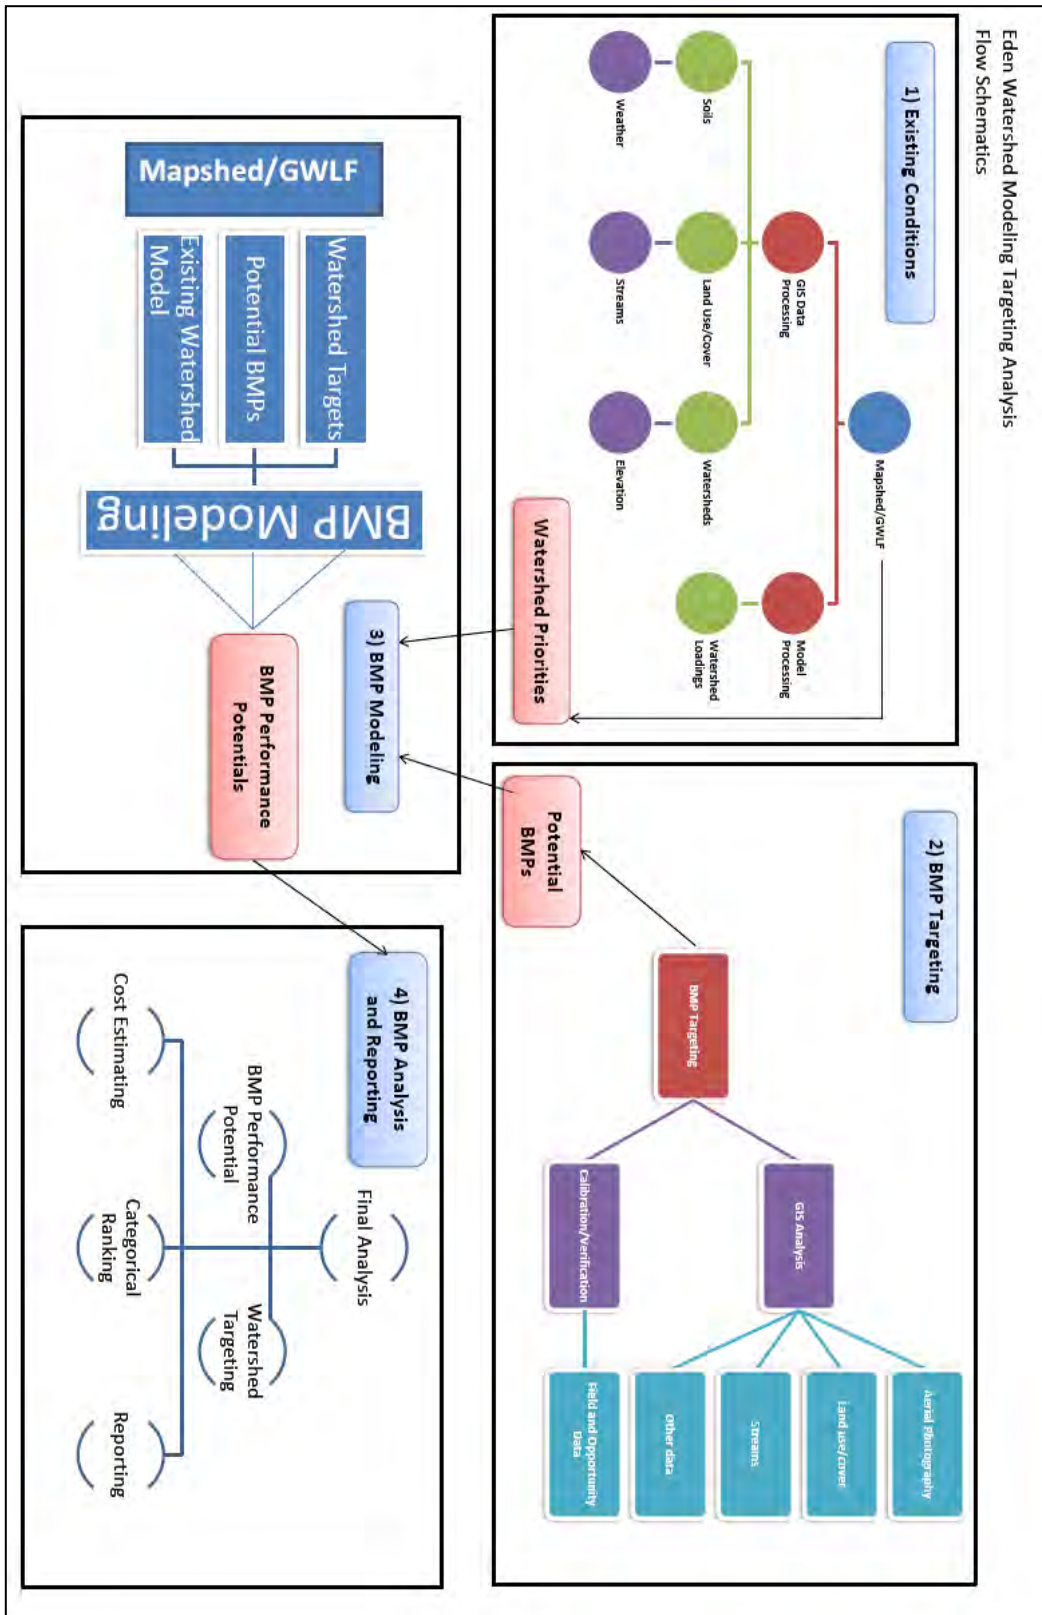 Eden Watershed Modeling Targeting Analysis
Flow Schematics
1) Existing Conditions
Mapshed/GWLF
GIS Data
Processing
Model
Processing
Soils
Land Use/Cover
Watersheds
Watershed
Loadings
Weather
Streams
Elevation
Watershed Priorities
2) BMP Targeting
BMP Targeting
GIS Analysis
Calibration/Verification
Aerial Photography
Land use/cover
Streams
Other data
Field and Opportunity
Data
Potential
BMPs
3) BMP Modeling
Mapshed/GWLF
Watershed Targets
Potential BMPs
Existing Watershed
Model
BMP Modeling
BMP Performance
Potentials
4) BMP Analysis
and Reporting
Final Analysis
BMP Performance
Potential
Watershed
Targeting
Cost Estimating
Categorical
Ranking
Reporting